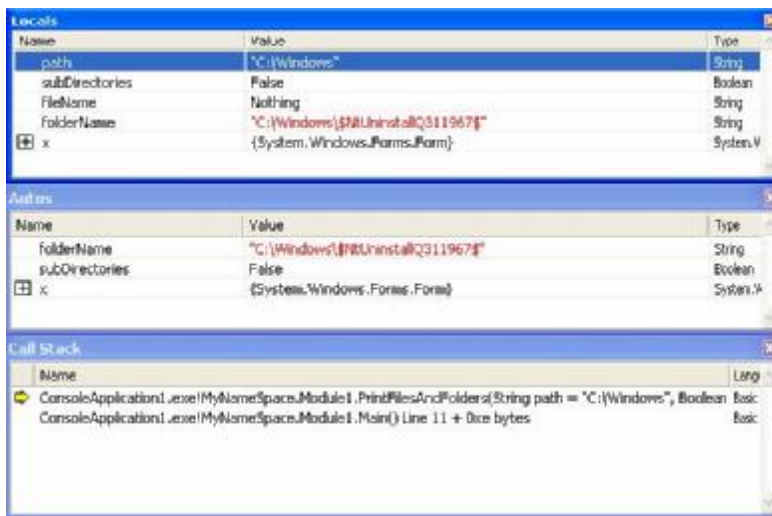 Locals
Name Value Type
path "C:\Windows" String
subDirectories False Boolean
fileName Nothing String
folderName "C:\Windows\$NtUninstallQ311967$" String
x {System.Windows.Forms.Form} System.W
Autos
Name Value Type
folderName "C:\Windows\$NtUninstallQ311967$" String
subDirectories False Boolean
x {System.Windows.Forms.Form} System.W
Call Stack
Name Lang
ConsoleApplication1.exe!MyNameSpace.Module1.PrintFilesAndFolders(String path = "C:\Windows", Boolean Basic
ConsoleApplication1.exe!MyNameSpace.Module1.Main() Line 11 + 0xe bytes Basic